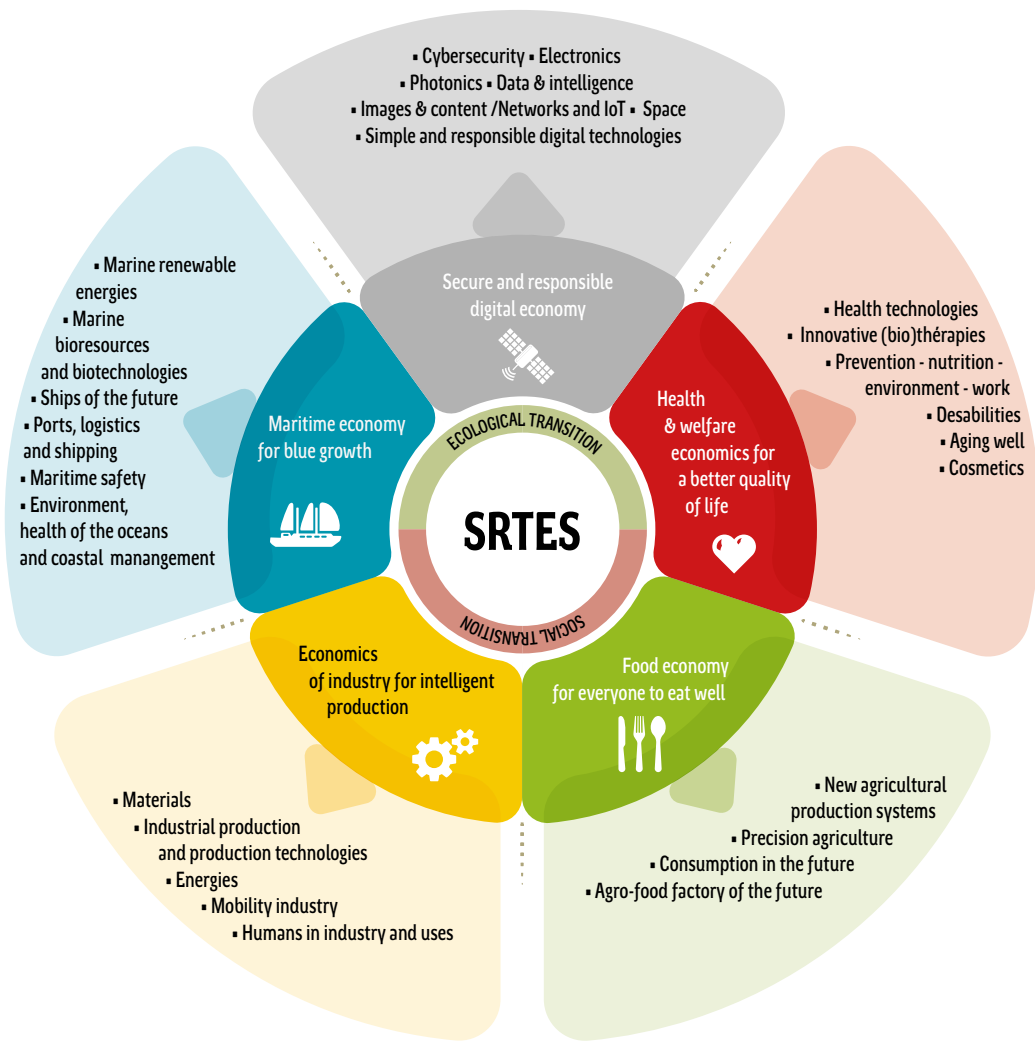 ▪ Cybersecurity ▪ Electronics
▪ Photonics ▪ Data & intelligence
▪ Images & content /Networks and IoT ▪ Space
▪ Simple and responsible digital technologies
Secure and responsible
digital economy
▪ Marine renewable
energies
▪ Marine
bioresources
and biotechnologies
▪ Ships of the future
▪ Ports, logistics
and shipping
▪ Maritime safety
▪ Environment,
health of the oceans
and coastal manangement
Maritime economy
for blue growth
▪ Health technologies
▪ Innovative (bio)thérapies
▪ Prevention - nutrition -
environment - work
▪ Desabilities
▪ Aging well
▪ Cosmetics
Health
& welfare
economics for
a better quality
of life
ECOLOGICAL TRANSITION
SRTES
SOCIAL TRANSITION
Economics
of industry for intelligent
production
▪ Materials
▪ Industrial production
and production technologies
▪ Energies
▪ Mobility industry
▪ Humans in industry and uses
Food economy
for everyone to eat well
▪ New agricultural
production systems
▪ Precision agriculture
▪ Consumption in the future
▪ Agro-food factory of the future